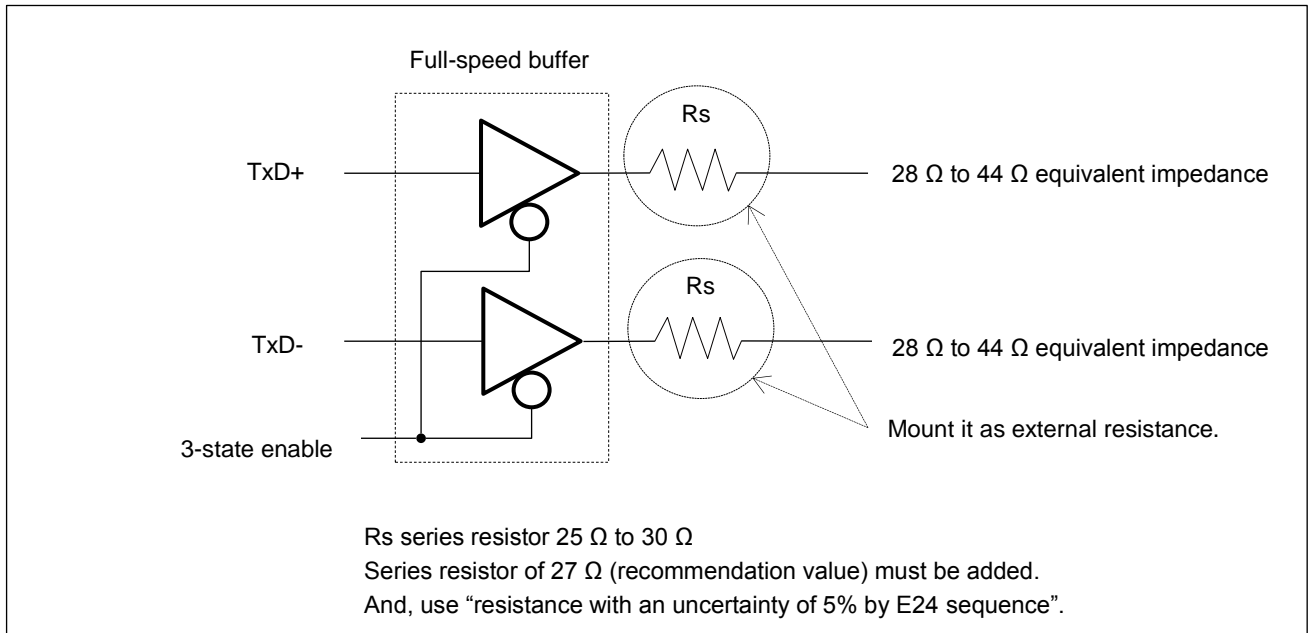 Full-speed buffer
Rs
TxD+
28 Ω to 44 Ω equivalent impedance
Rs
TxD-
28 Ω to 44 Ω equivalent impedance
Mount it as external resistance.
3-state enable
Rs series resistor 25 Ω to 30 Ω
Series resistor of 27 Ω (recommendation value) must be added.
And, use “resistance with an uncertainty of 5% by E24 sequence”.